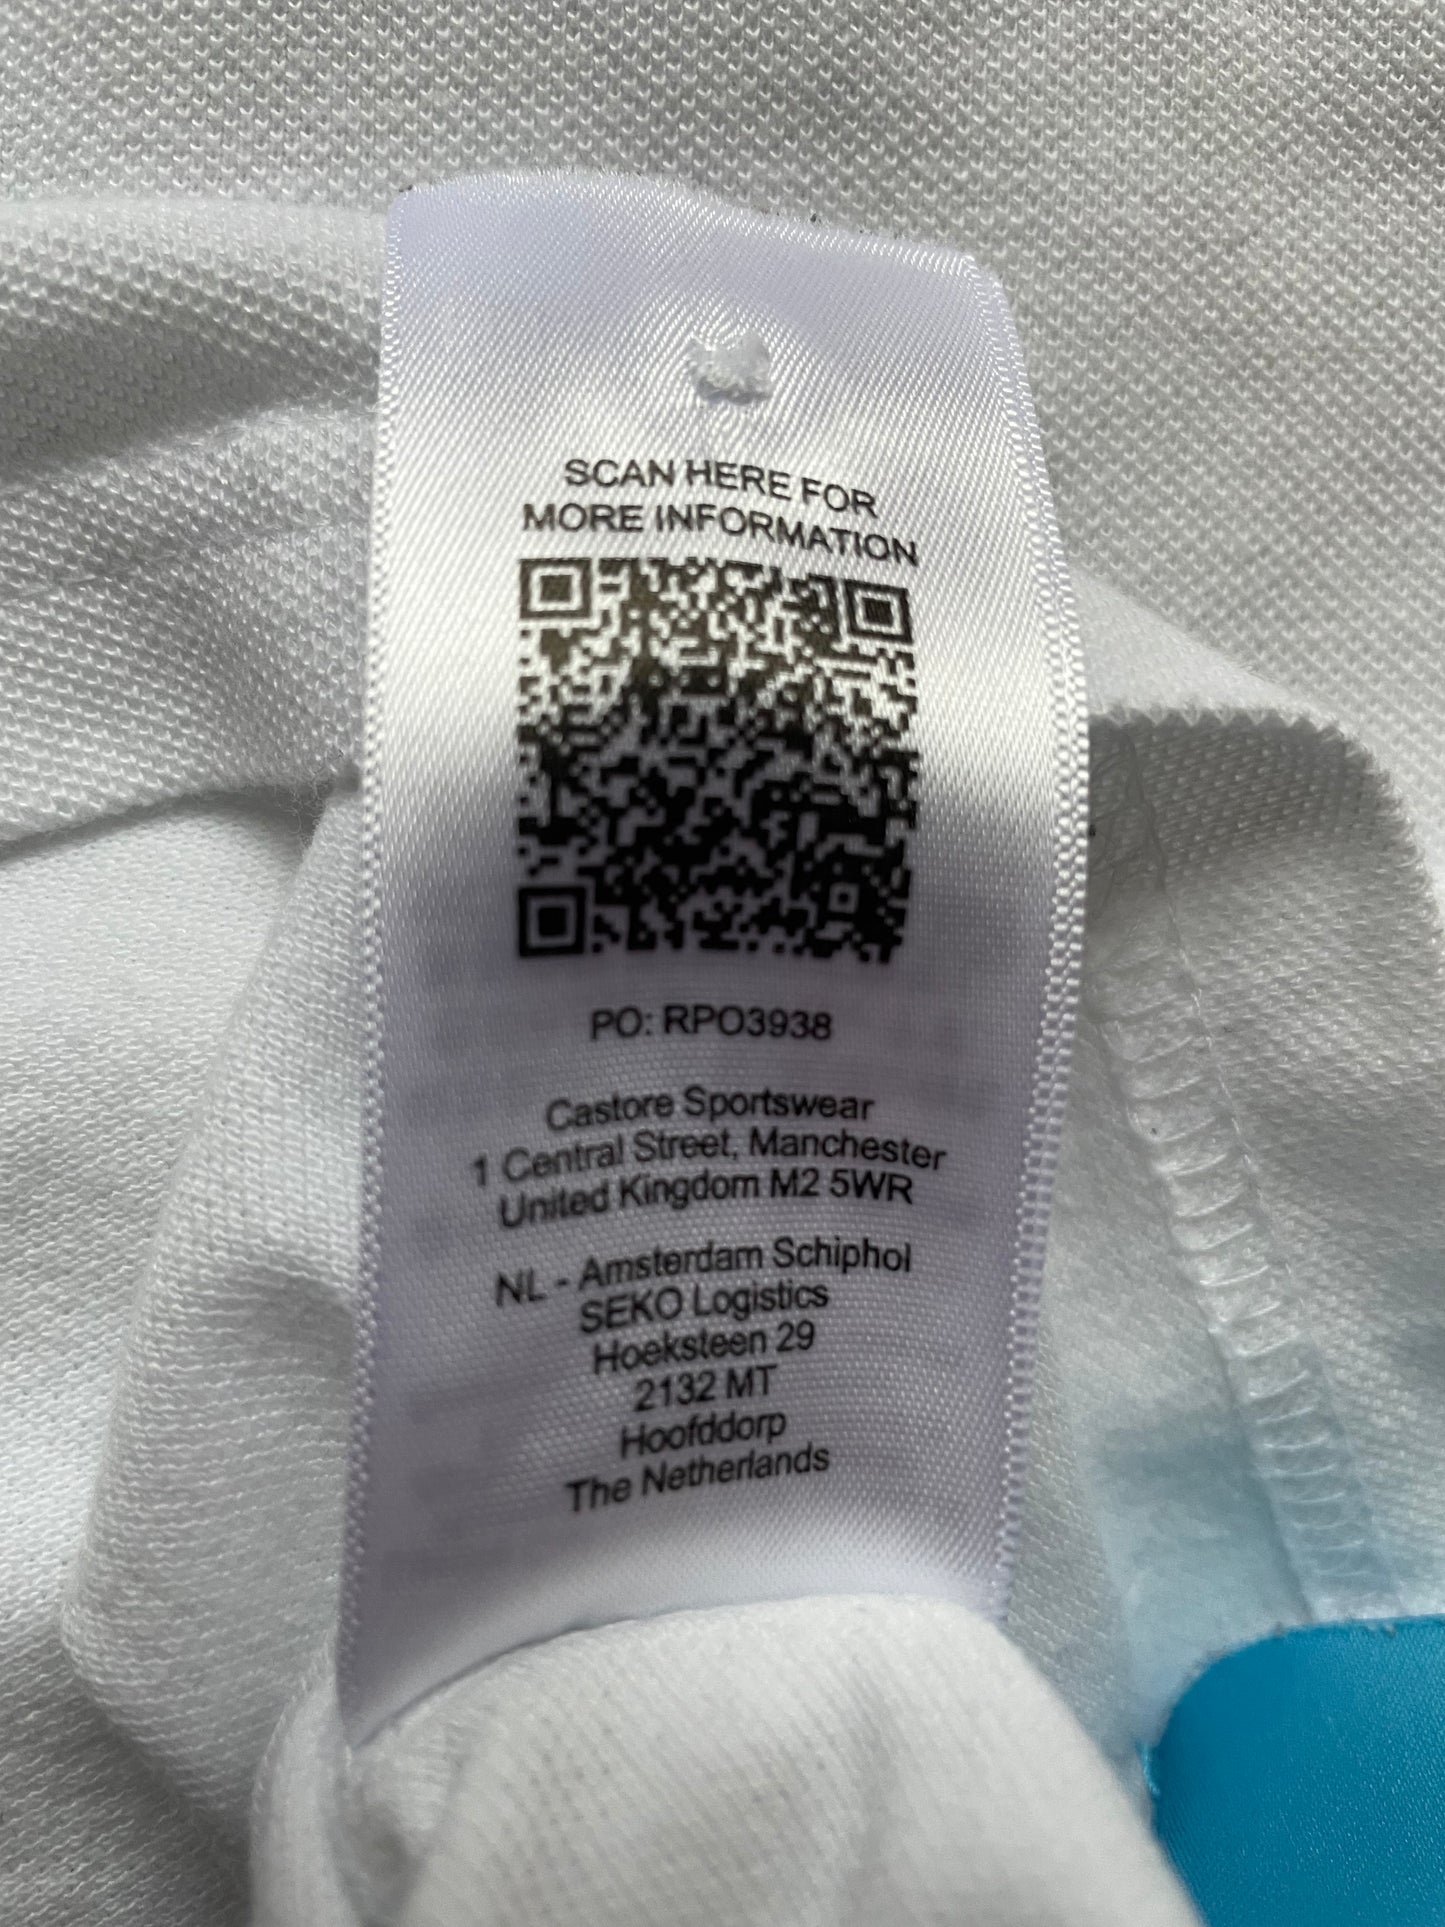 SCAN HERE FOR
MORE INFORMATION
PO: RPO3938
Castore Sportswear
1 Central Street, Manchester
United Kingdom M2 5WR
NL - Amsterdam Schiphol
SEKO Logistics
Hoeksteen 29
2132 MT
Hoofddorp
The Netherlands